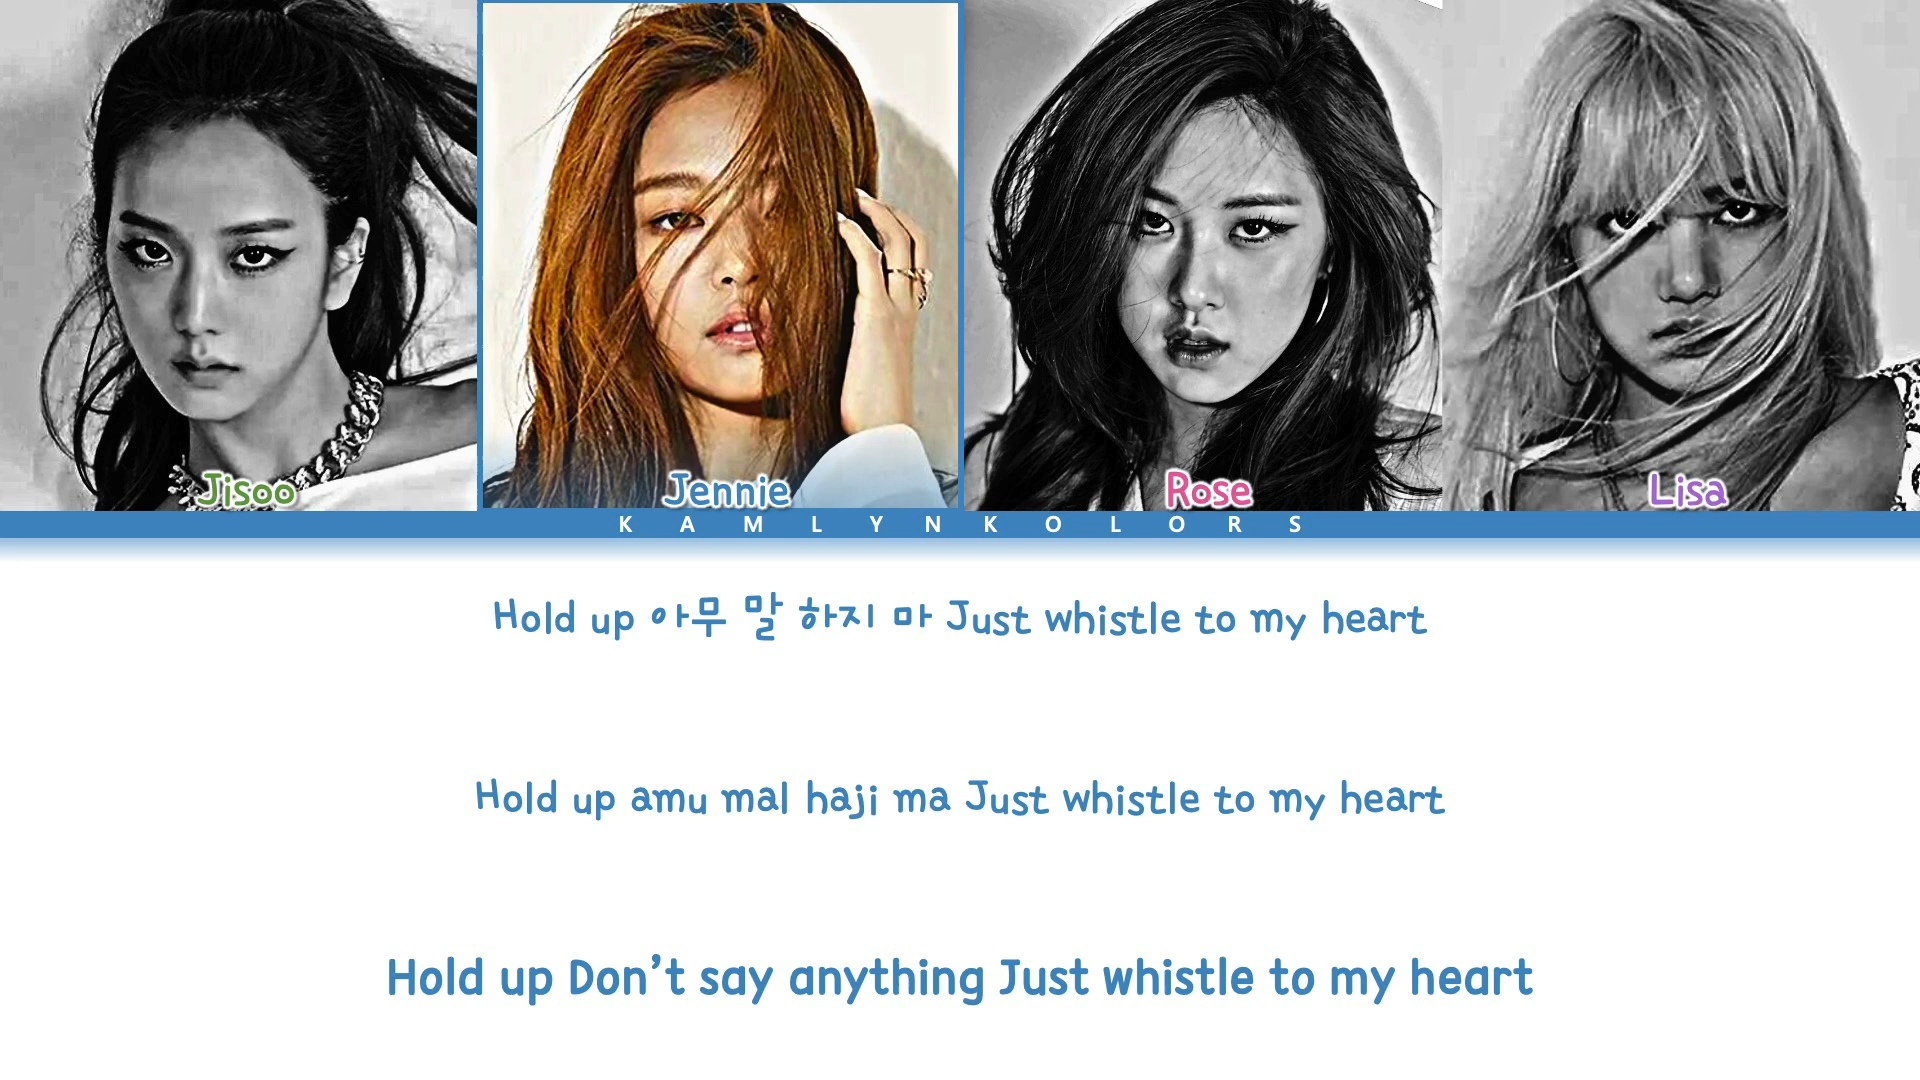 Jisoo Jennie Rose Lisa
KAMLYNKOLORS
Hold up 아무 말 하지 마 Just whistle to my heart
Hold up amu mal haji ma Just whistle to my heart
Hold up Don’t say anything Just whistle to my heart